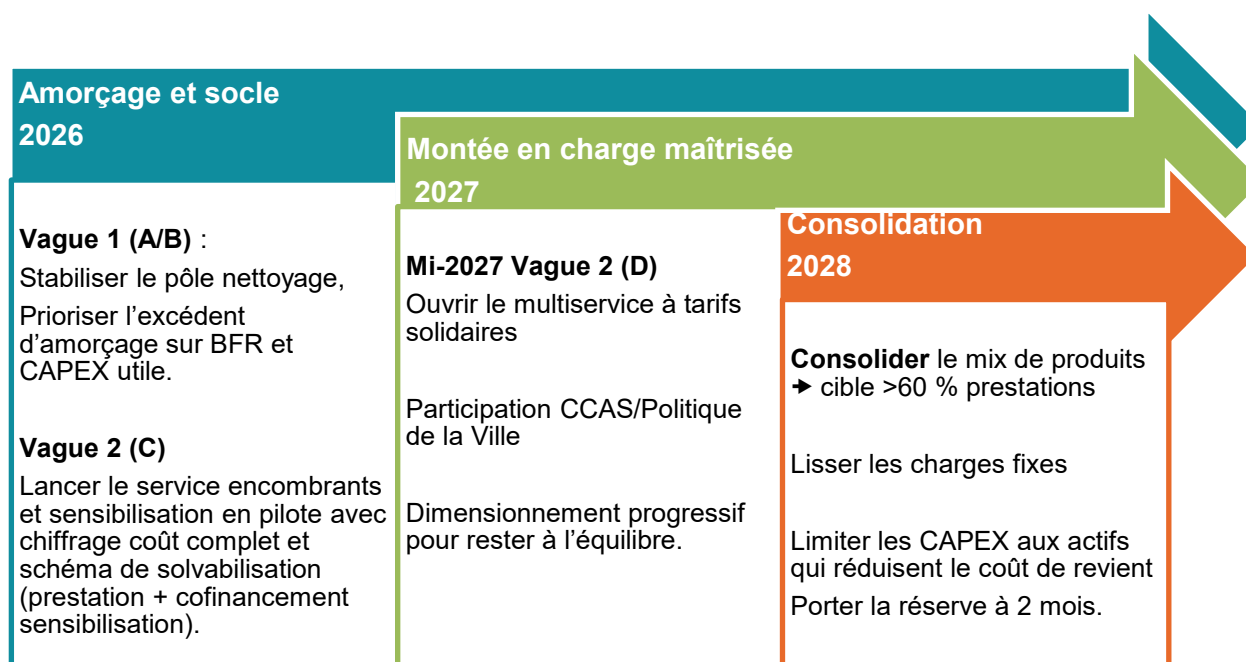 Amorçage et socle
2026
Vague 1 (A/B) :
Stabiliser le pôle nettoyage,
Prioriser l’excédent
d’amorçage sur BFR et
CAPEX utile.
Vague 2 (C)
Lancer le service encombrants
et sensibilisation en pilote avec
chiffrage coût complet et
schéma de solvabilisation
(prestation + cofinancement
sensibilisation).
Montée en charge maîtrisée
2027
Mi-2027 Vague 2 (D)
Ouvrir le multiservice à tarifs
solidaires
Participation CCAS/Politique
de la Ville
Dimensionnement progressif
pour rester à l’équilibre.
Consolidation
2028
Consolider le mix de produits
🠚 cible >60 % prestations
Lisser les charges fixes
Limiter les CAPEX aux actifs
qui réduisent le coût de revient
Porter la réserve à 2 mois.